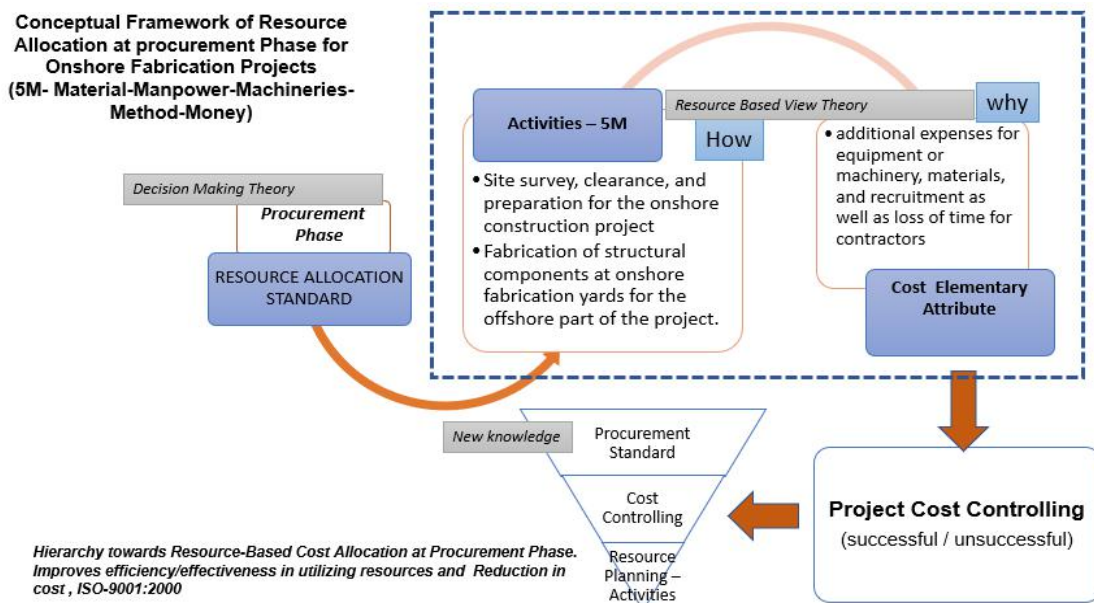 Conceptual Framework of Resource
Allocation at procurement Phase for
Onshore Fabrication Projects
(5M- Material-Manpower-Machineries-
Method-Money)
Decision Making Theory
Procurement
Phase
RESOURCE ALLOCATION
STANDARD
Activities – 5M
Resource Based View Theory
How
why
• Site survey, clearance, and
preparation for the onshore
construction project
• Fabrication of structural
components at onshore
fabrication yards for the
offshore part of the project.
• additional expenses for
equipment or
machinery, materials,
and recruitment as
well as loss of time for
contractors
Cost Elementary
Attribute
New knowledge
Procurement
Standard
Cost
Controlling
Resource
Planning –
Activities
Project Cost Controlling
(successful / unsuccessful)
Hierarchy towards Resource-Based Cost Allocation at Procurement Phase.
Improves efficiency/effectiveness in utilizing resources and Reduction in
cost , ISO-9001:2000